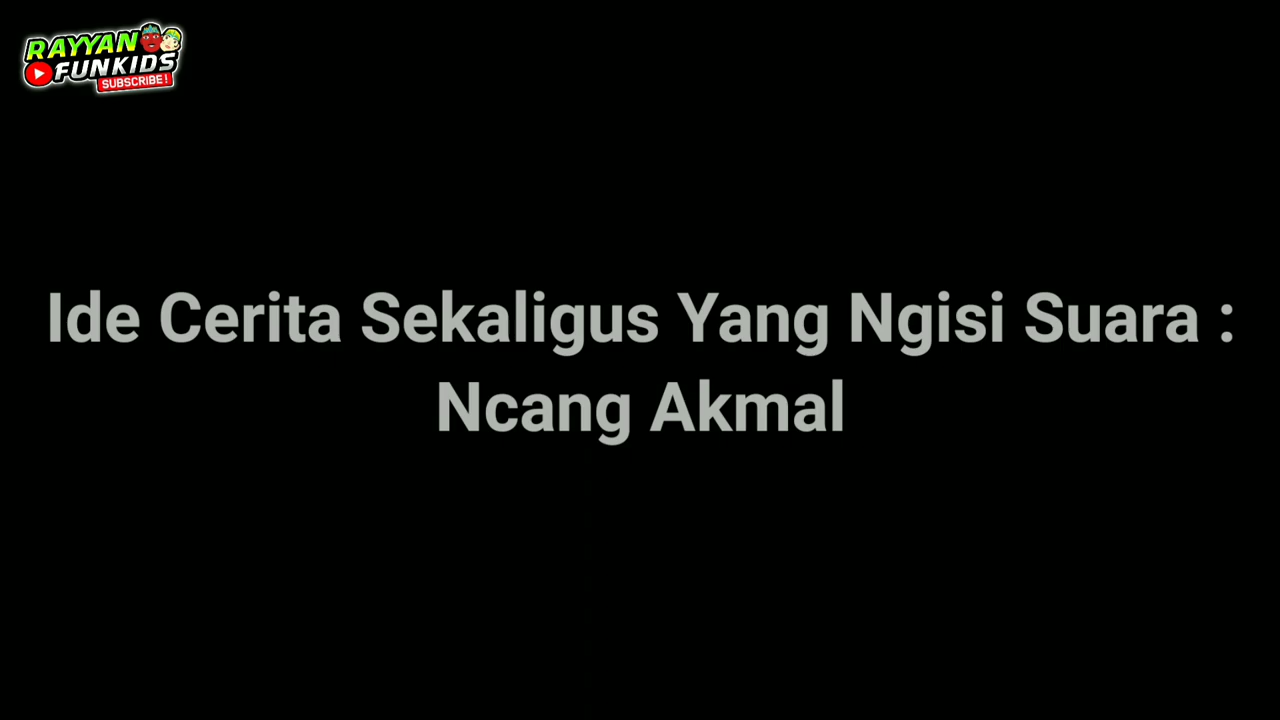 RAYYAN
FUNKIDS
SUBSCRIBE!
Ide Cerita Sekaligus Yang Ngisi Suara :
Ncang Akmal